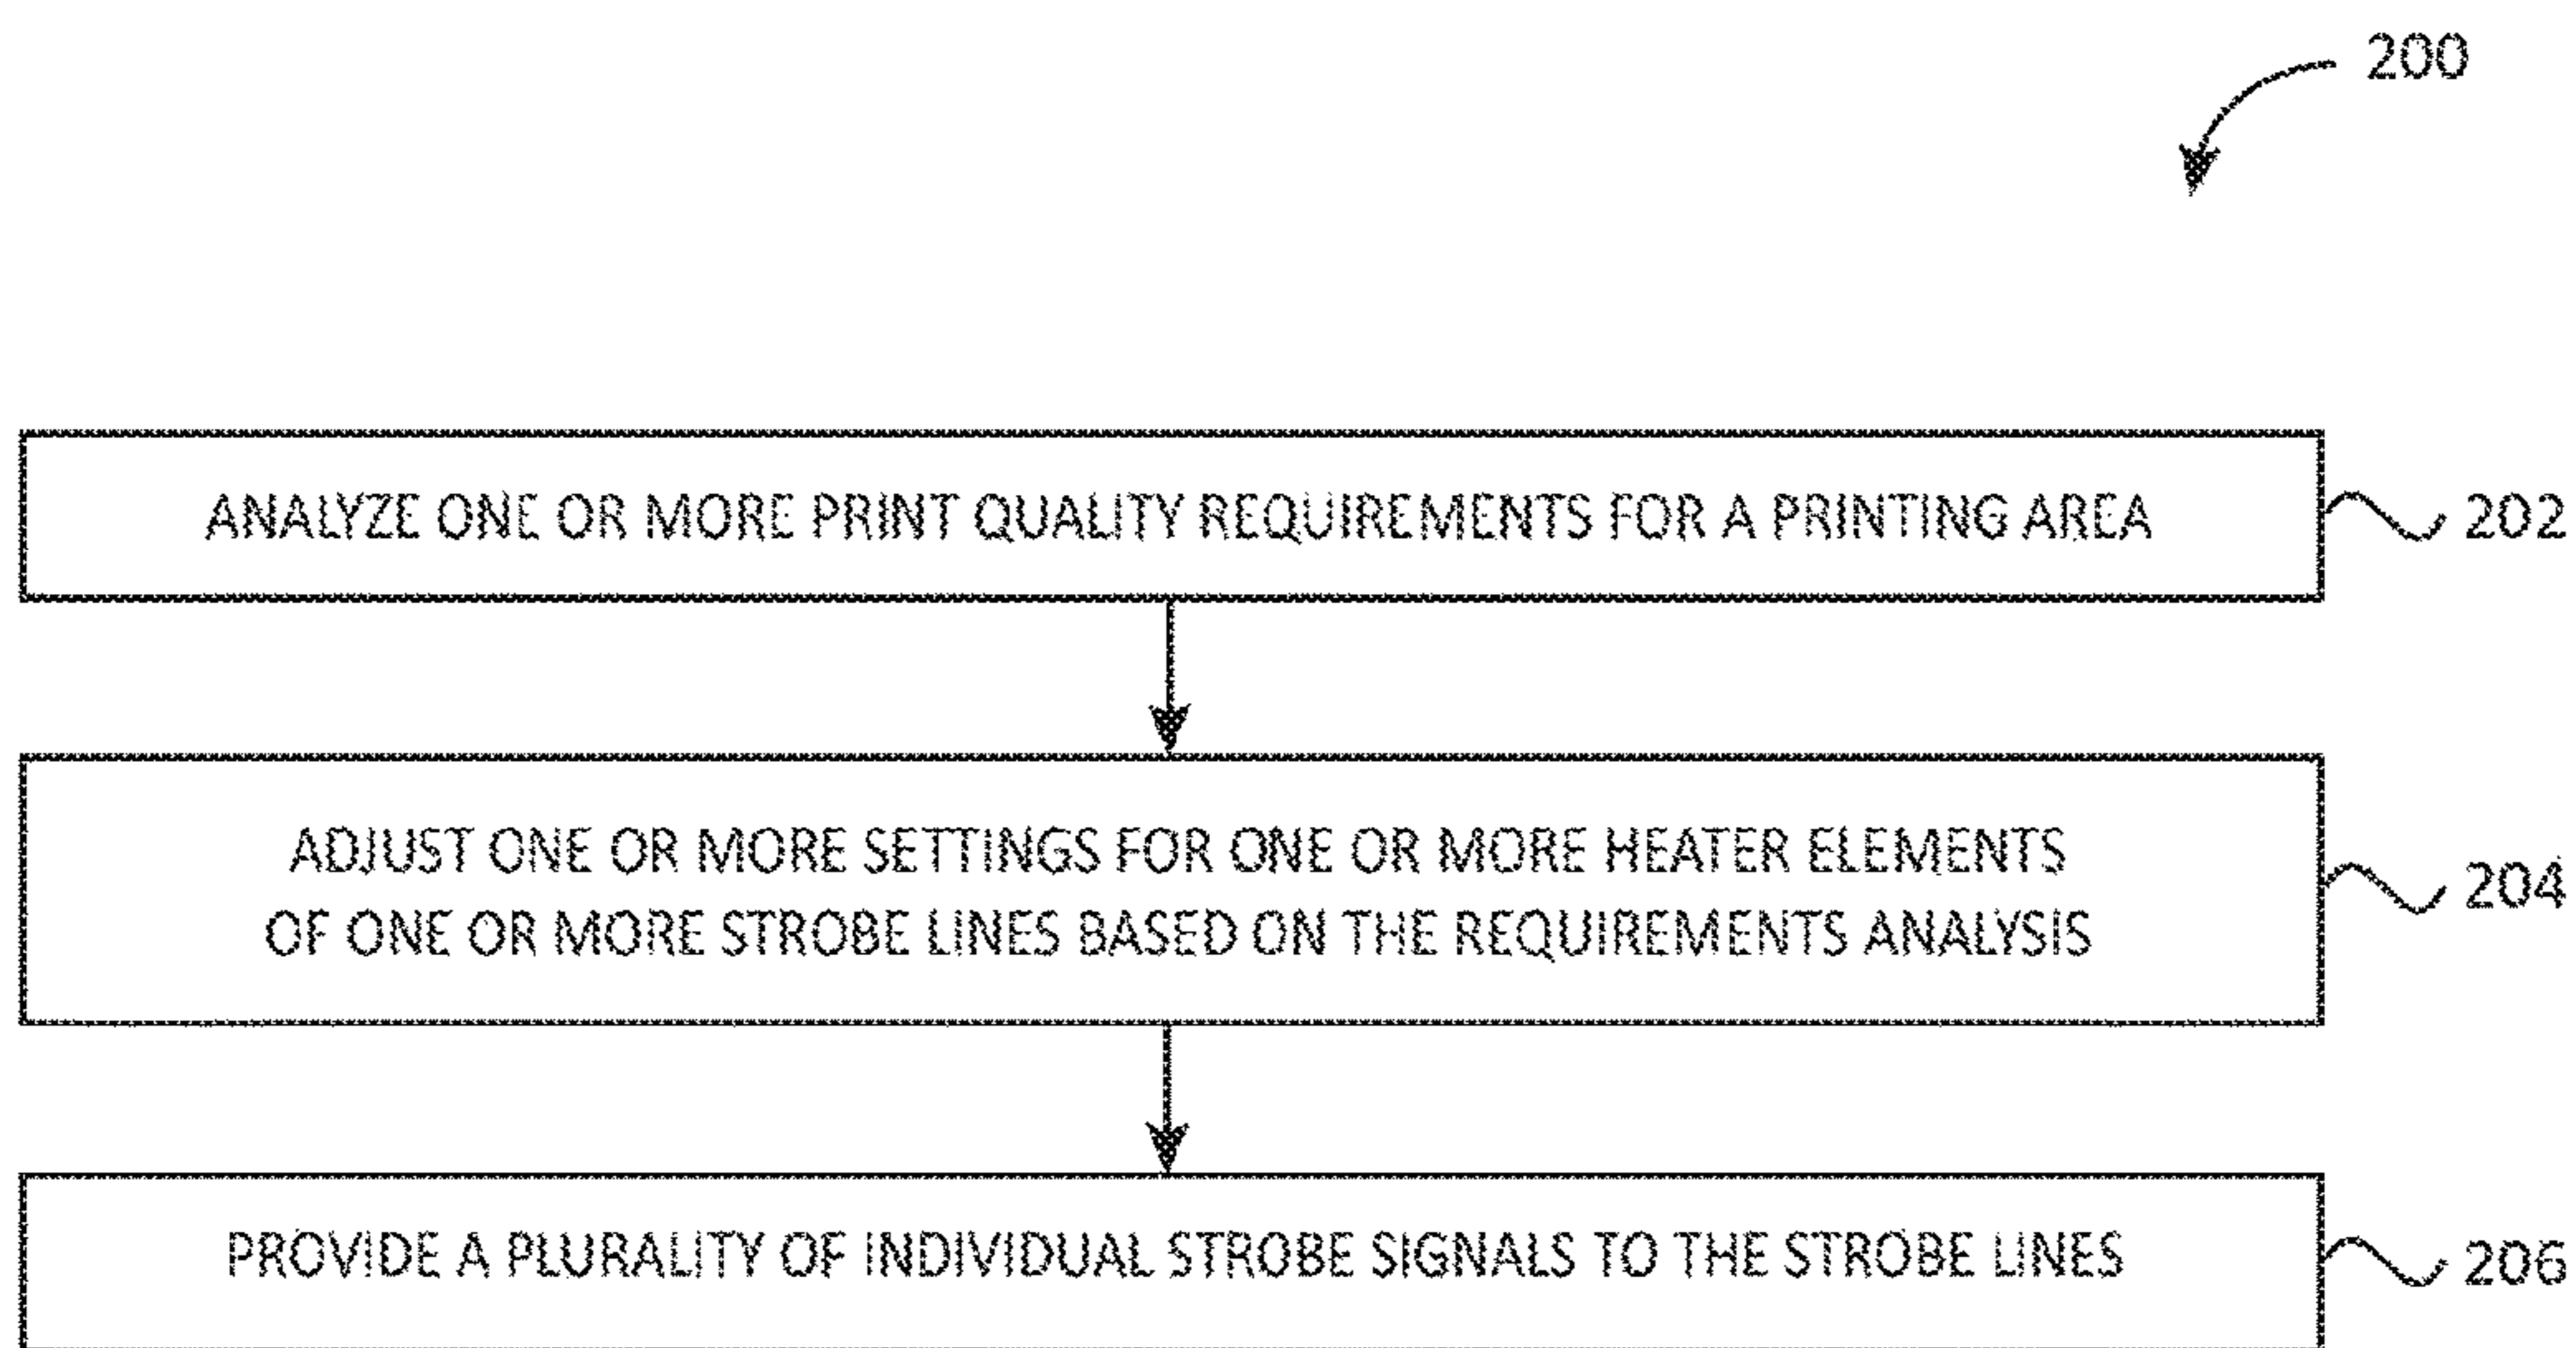 200
ANALYZE ONE OR MORE PRINT QUALITY REQUIREMENTS FOR A PRINTING AREA
202
ADJUST ONE OR MORE SETTINGS FOR ONE OR MORE HEATER ELEMENTS
OF ONE OR MORE STROBE LINES BASED ON THE REQUIREMENTS ANALYSIS
204
PROVIDE A PLURALITY OF INDIVIDUAL STROBE SIGNALS TO THE STROBE LINES
206